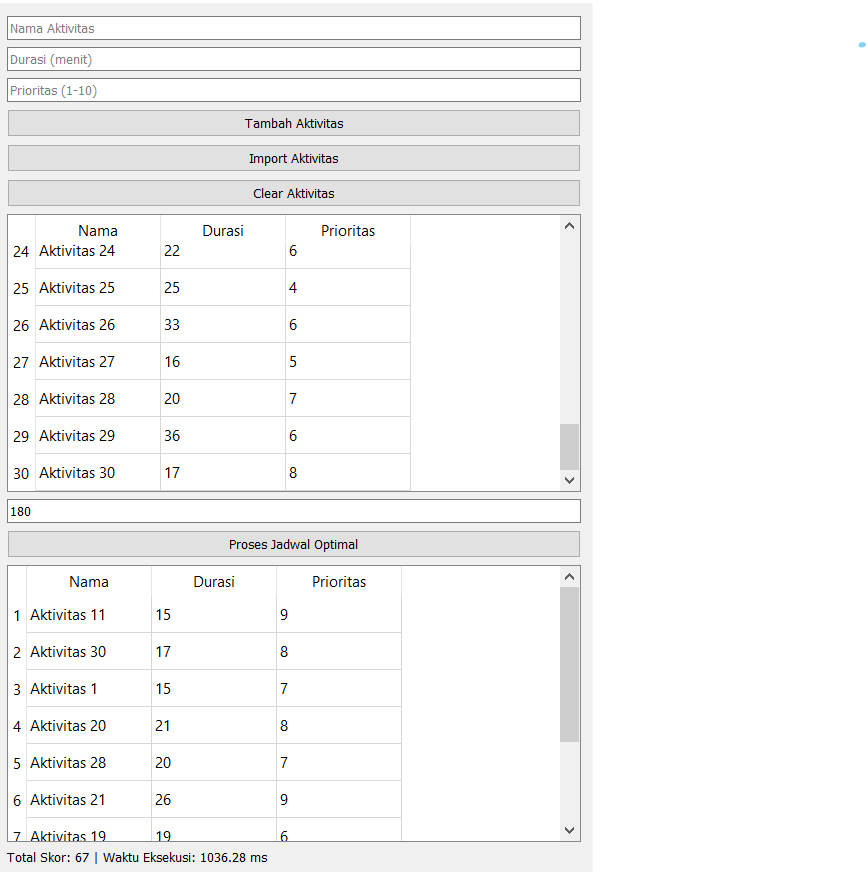 Nama Aktivitas
Durasi (menit)
Prioritas (1-10)
Tambah Aktivitas
Import Aktivitas
Clear Aktivitas
Nama Durasi Prioritas
24 Aktivitas 24 22 6
25 Aktivitas 25 25 4
26 Aktivitas 26 33 6
27 Aktivitas 27 16 5
28 Aktivitas 28 20 7
29 Aktivitas 29 36 6
30 Aktivitas 30 17 8
180
Proses Jadwal Optimal
Nama Durasi Prioritas
1 Aktivitas 11 15 9
2 Aktivitas 30 17 8
3 Aktivitas 1 15 7
4 Aktivitas 20 21 8
5 Aktivitas 28 20 7
6 Aktivitas 21 26 9
7 Aktivitas 19 19 6
Total Skor: 67 | Waktu Eksekusi: 1036.28 ms